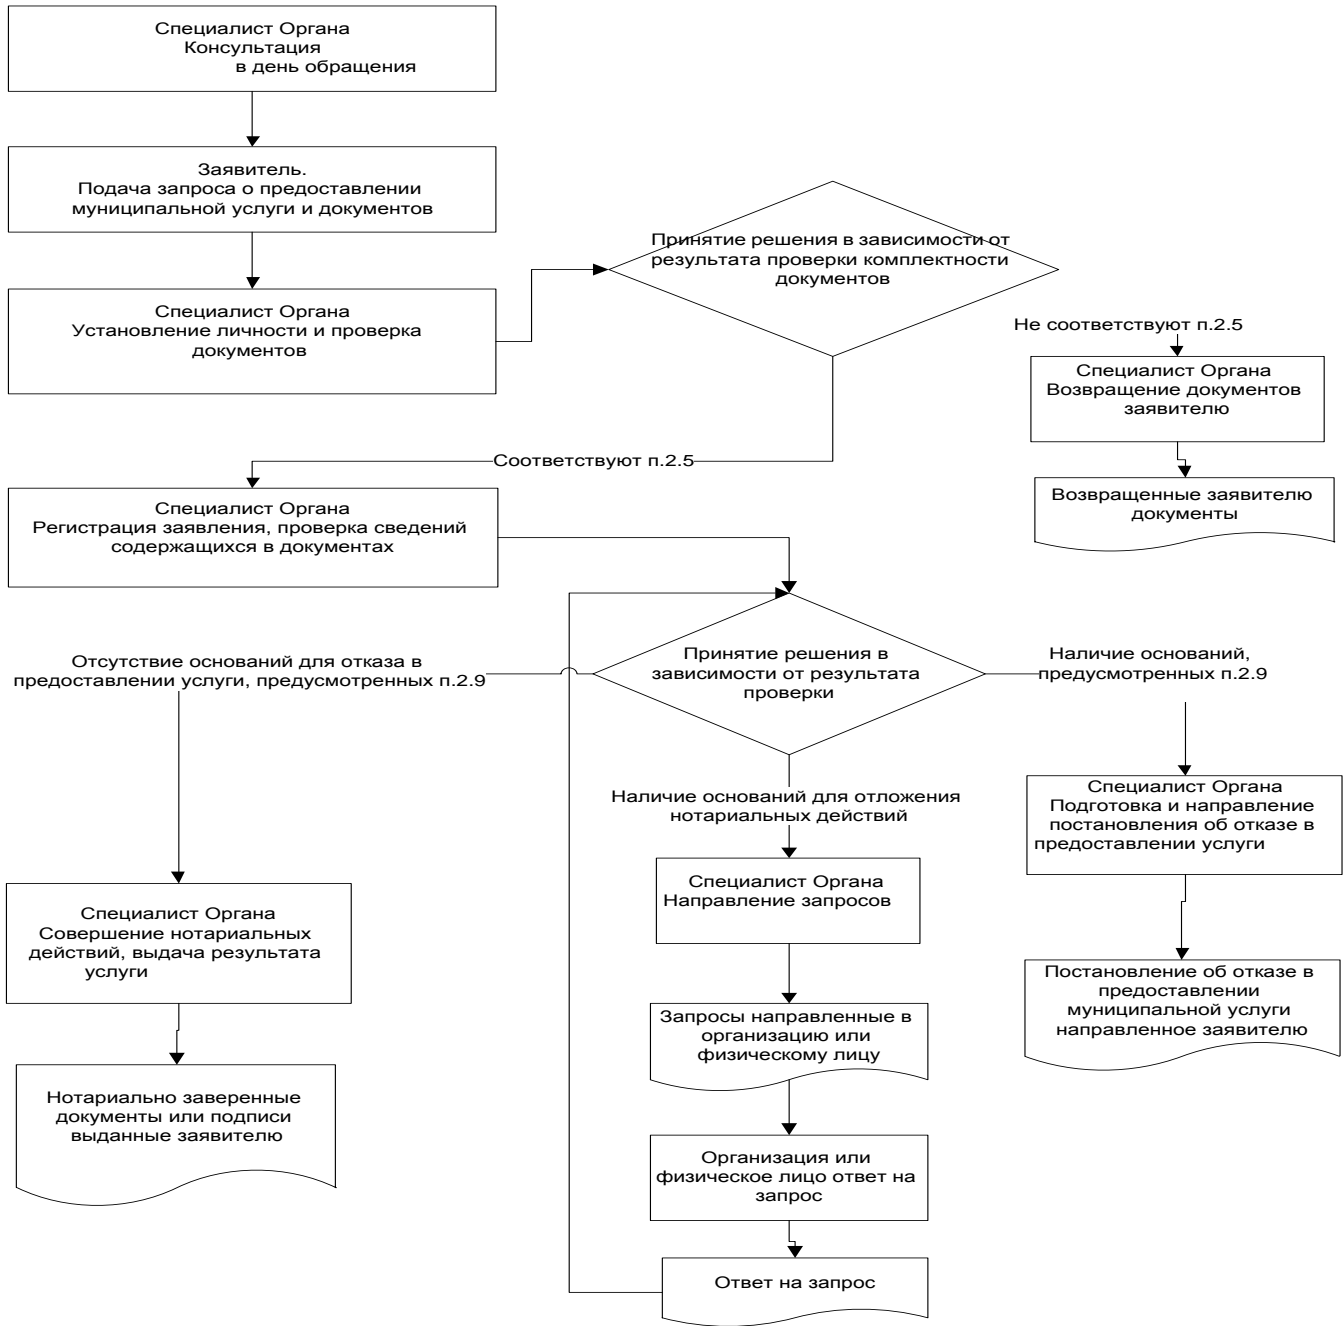 Специалист Органа
Консультация
в день обращения
Заявитель.
Подача запроса о предоставлении
муниципальной услуги и документов
Специалист Органа
Установление личности и проверка
документов
Принятие решения в зависимости от
результата проверки комплектности
документов
Не соответствуют п.2.5
Специалист Органа
Возвращение документов
заявителю
Возвращенные заявителю
документы
Соответствуют п.2.5
Специалист Органа
Регистрация заявления, проверка сведений
содержащихся в документах
Принятие решения в
зависимости от результата
проверки
Отсутствие оснований для отказа в
предоставлении услуги, предусмотренных п.2.9
Наличие оснований,
предусмотренных п.2.9
Наличие оснований для отложения
нотариальных действий
Специалист Органа
Подготовка и направление
постановления об отказе в
предоставлении услуги
Специалист Органа
Направление запросов
Специалист Органа
Совершение нотариальных
действий, выдача результата
услуги
Постановление об отказе в
предоставлении
муниципальной услуги
направленное заявителю
Запросы направленные в
организацию или
физическому лицу
Нотариально заверенные
документы или подписи
выданные заявителю
Организация или
физическое лицо ответ на
запрос
Ответ на запрос